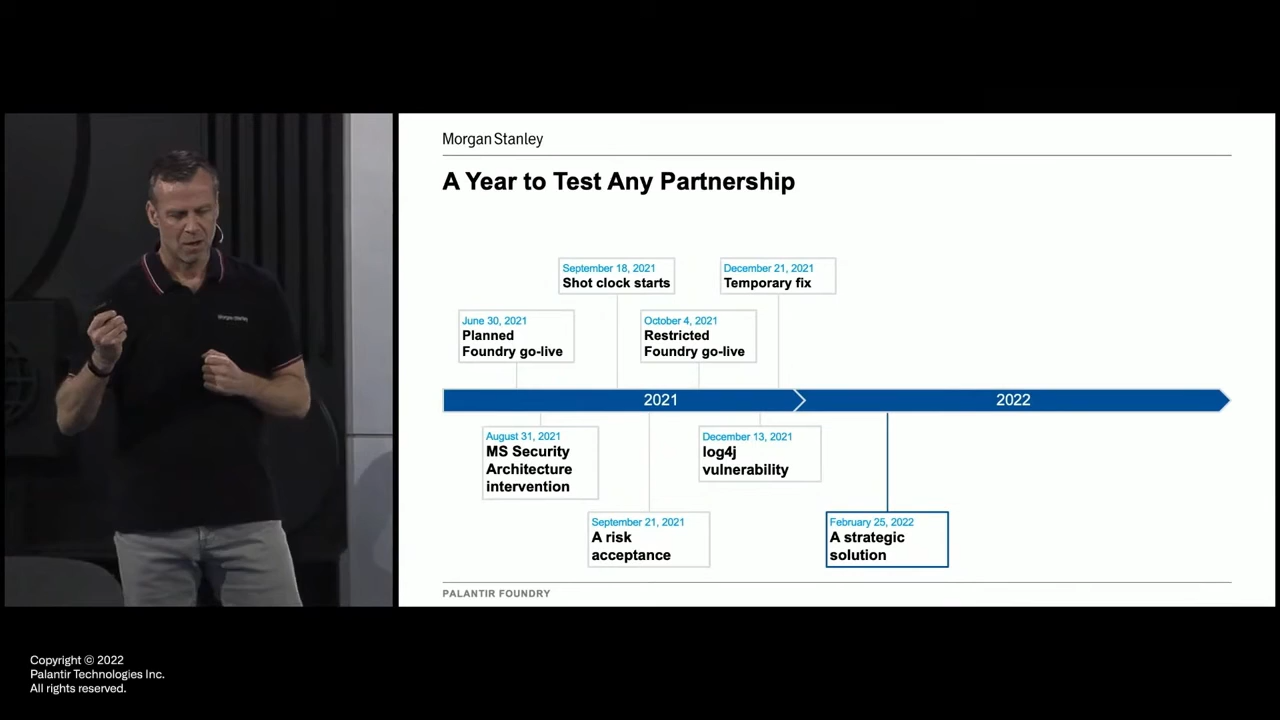 Morgan Stanley
A Year to Test Any Partnership
September 18, 2021
Shot clock starts
December 21, 2021
Temporary fix
June 30, 2021
Planned
Foundry go-live
October 4, 2021
Restricted
Foundry go-live
2021
2022
August 31, 2021
MS Security
Architecture
intervention
December 13, 2021
log4j
vulnerability
September 21, 2021
A risk
acceptance
February 25, 2022
A strategic
solution
PALANTIR FOUNDRY
Morgan Stanley
Copyright © 2022
Palantir Technologies Inc.
All rights reserved.